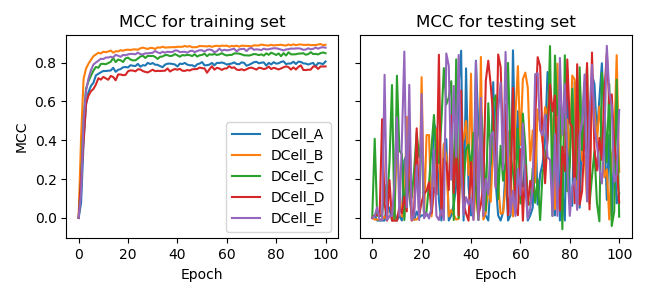 MCC for training set
MCC for testing set
MCC
0.8
0.6
0.4
0.2
0.0
DCell_A
DCell_B
DCell_C
DCell_D
DCell_E
0 20 40 60 80 100
0 20 40 60 80 100
Epoch
Epoch